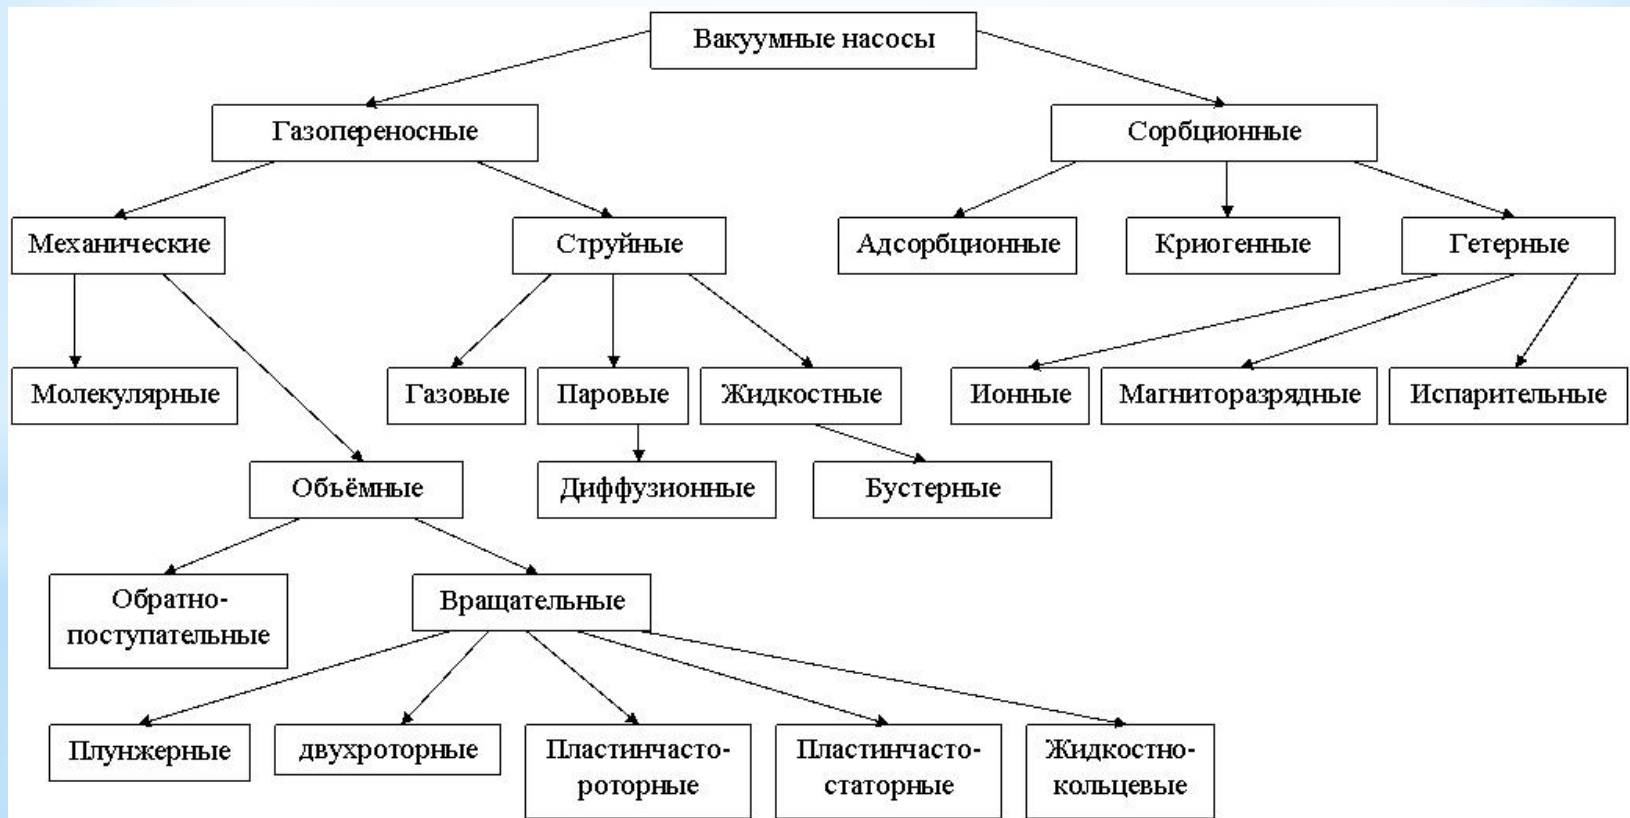 Вакуумные насосы
Газопереносные
Сорбционные
Механические
Струйные
Адсорбционные
Криогенные
Гетерные
Молекулярные
Газовые
Паровые
Жидкостные
Ионные
Магниторазрядные
Испарительные
Объёмные
Диффузионные
Бустерные
Обратно-
поступательные
Вращательные
Плунжерные
двухроторные
Пластинчасто-
роторные
Пластинчасто-
статорные
Жидкостно-
кольцевые